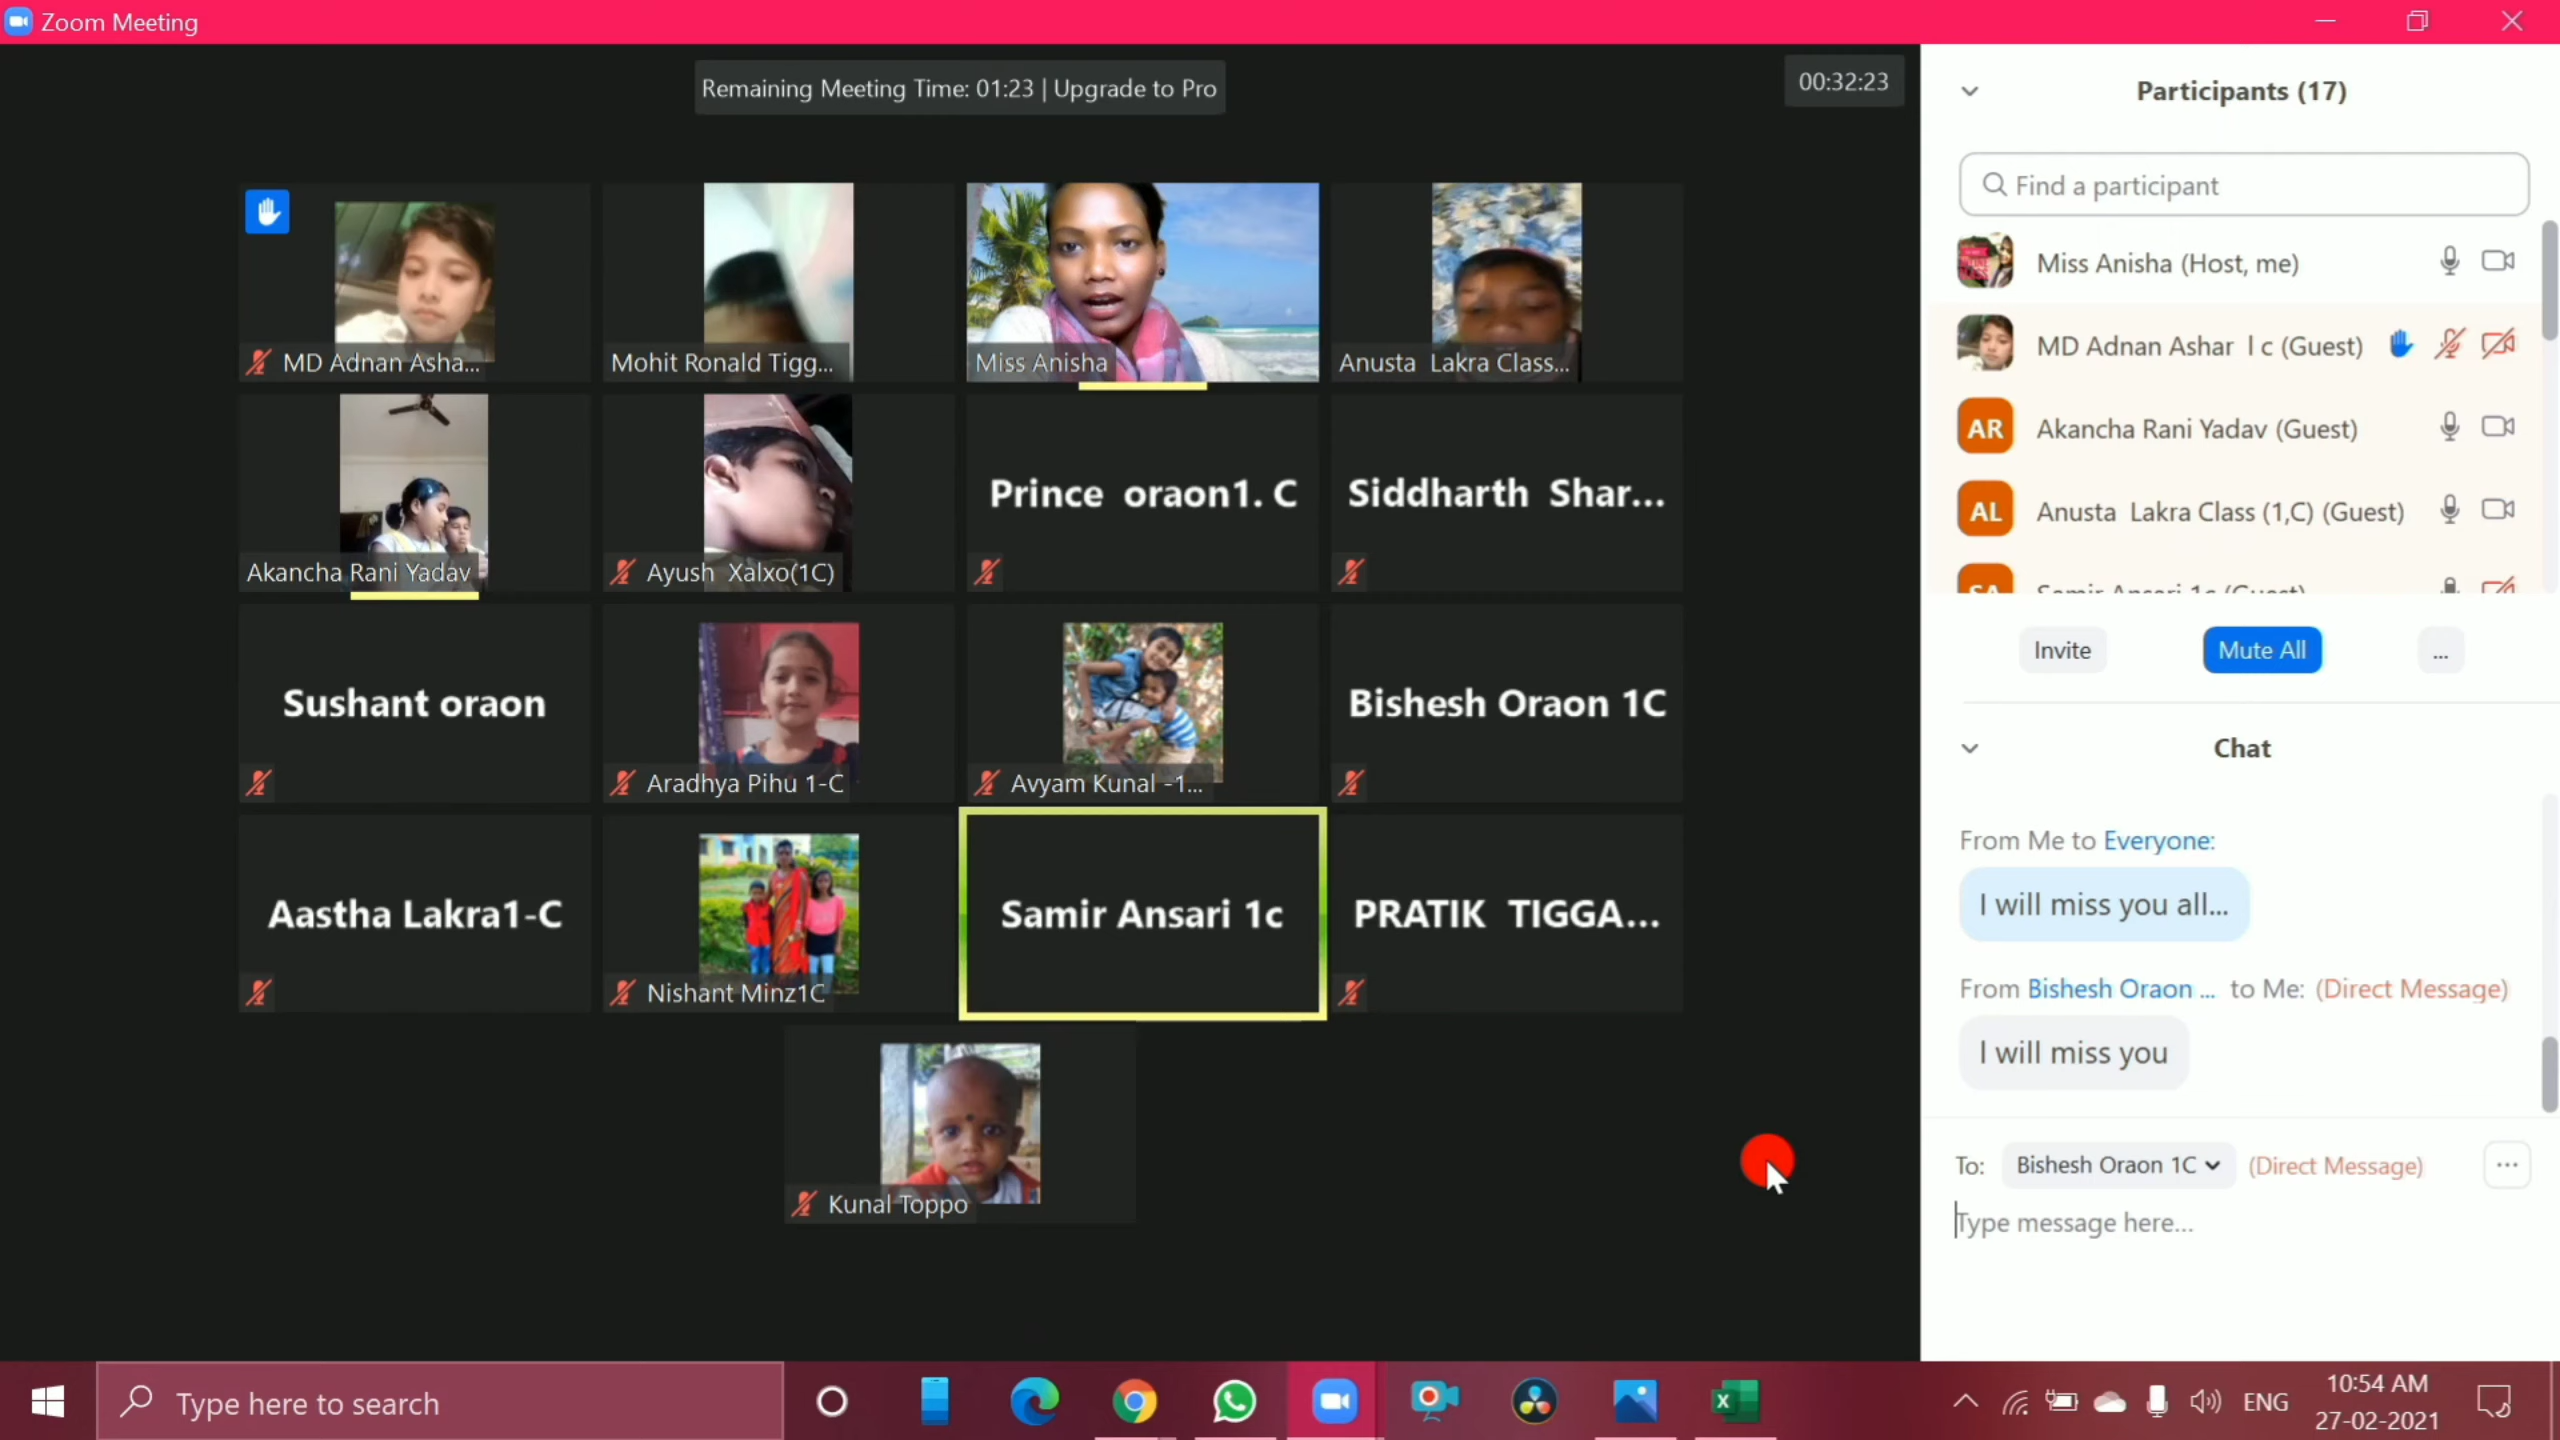 Zoom Meeting
Remaining Meeting Time: 01:23 | Upgrade to Pro
00:32:23
MD Adnan Asha...
Mohit Ronald Tigg...
Miss Anisha
Anusta Lakra Class...
Akancha Rani Yadav
Ayush Xalxo(1C)
Prince oraon1. C
Siddharth Shar...
Sushant oraon
Aradhya Pihu 1-C
Avyam Kunal -1...
Bishesh Oraon 1C
Aastha Lakra1-C
Nishant Minz1C
Samir Ansari 1c
PRATIK TIGGA...
Kunal Toppo
Participants (17)
Find a participant
Miss Anisha (Host, me)
MD Adnan Ashar l c (Guest)
AR Akancha Rani Yadav (Guest)
AL Anusta Lakra Class (1,C) (Guest)
SA Samir Ansari 1c (Guest)
Invite
Mute All
...
Chat
From Me to Everyone:
I will miss you all...
From Bishesh Oraon ... to Me: (Direct Message)
I will miss you
To: Bishesh Oraon 1C (Direct Message)
Type message here...
Type here to search
ENG
10:54 AM
27-02-2021